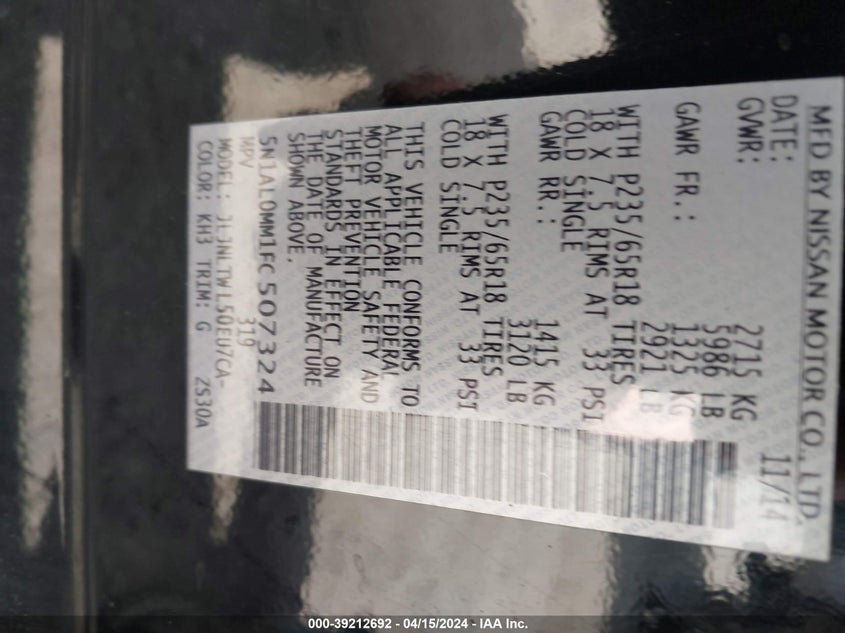 MFD BY NISSAN MOTOR CO., LTD.
DATE: 11/14
GVWR: 2715 KG
5986 LB
GAWR FR.: 1325 KG
2921 LB
WITH P235/65R18 TIRES
18 X 7.5 RIMS AT 33 PSI
COLD SINGLE
GAWR RR.: 1415 KG
3120 LB
WITH P235/65R18 TIRES
18 X 7.5 RIMS AT 33 PSI
COLD SINGLE
THIS VEHICLE CONFORMS TO
ALL APPLICABLE FEDERAL
MOTOR VEHICLE SAFETY AND
THEFT PREVENTION
STANDARDS IN EFFECT ON
THE DATE OF MANUFACTURE
SHOWN ABOVE.
5N1AL0MM1FC507324
MPV 319
MODEL:
COLOR: KH3 TRIM: G 2S30A
000-39212692 - 04/15/2024 - IAA Inc.